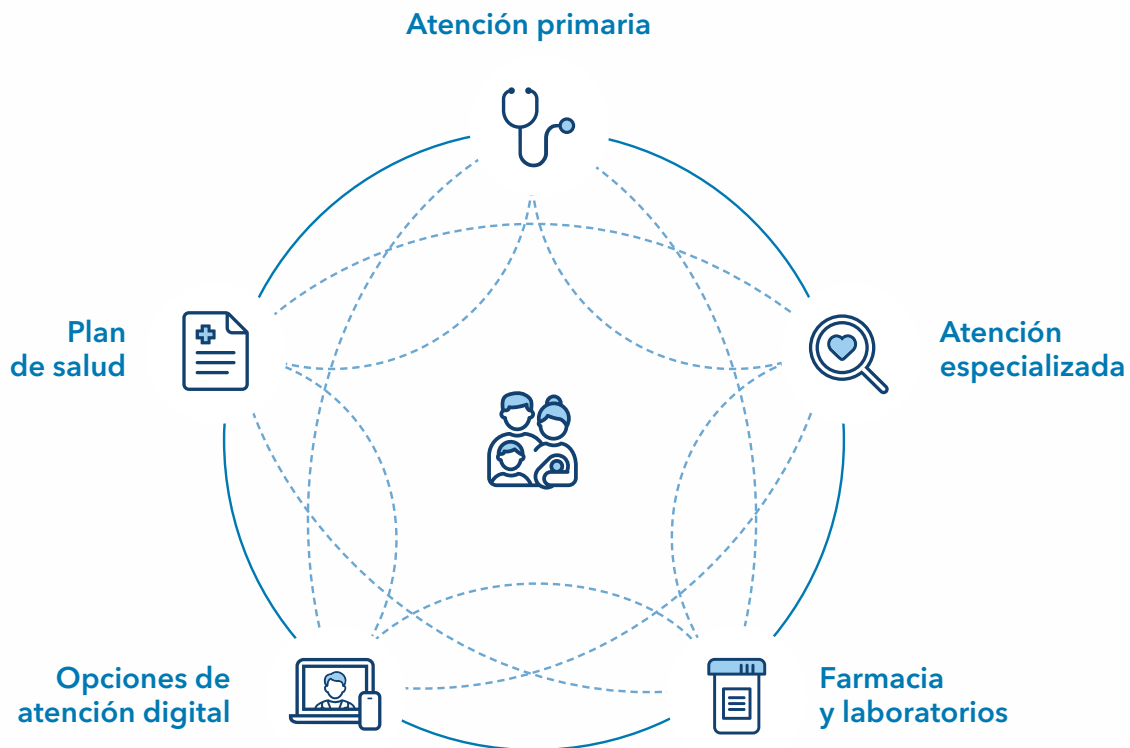 Atención primaria
Plan
de salud
Atención
especializada
Opciones de
atención digital
Farmacia
y laboratorios